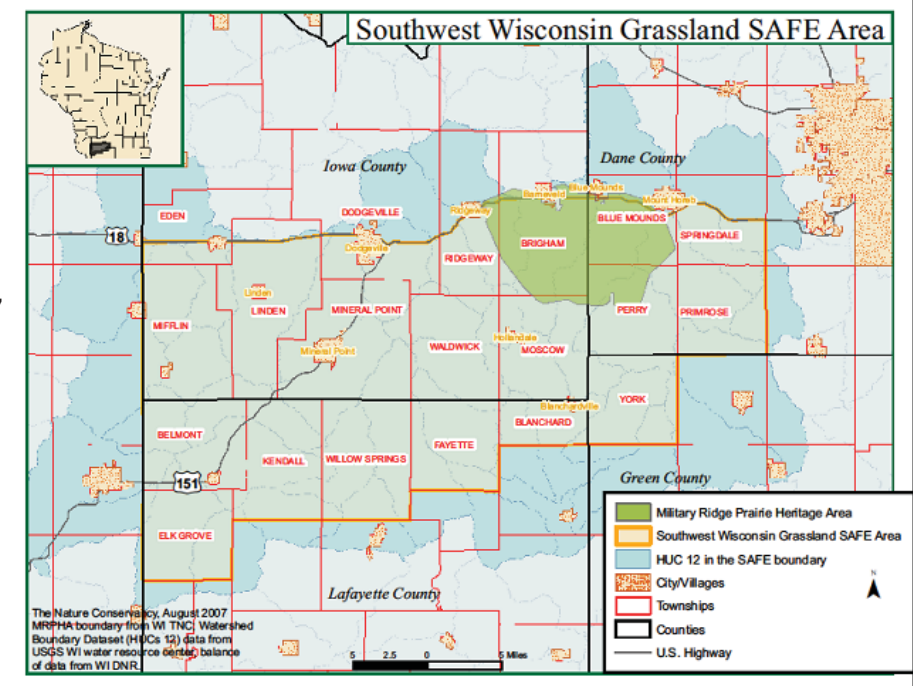 Southwest Wisconsin Grassland SAFE Area
Iowa County
Dane County
Barneveld
Blue Mounds
Mount Horeb
EDEN
DODGEVILLE
Ridgeway
BLUE MOUNDS
18
Dodgeville
BRIGHAM
SPRINGDALE
RIDGEWAY
Linden
LINDEN
MINERAL POINT
PERRY
PRIMROSE
MIFFLIN
Hollandale
WALDWICK
MOSCOW
Mineral Point
YORK
Blanchardville
BLANCHARD
BELMONT
FAYETTE
KENDALL
WILLOW SPRINGS
151
Green County
ELK GROVE
Lafayette County
Military Ridge Prairie Heritage Area
Southwest Wisconsin Grassland SAFE Area
HUC 12 in the SAFE boundary
City/Villages
Townships
Counties
U.S. Highway
N
The Nature Conservancy, August 2007
MRPHA boundary from WI TNC, Watershed
Boundary Dataset (HUCs 12) data from
USGS WI water resource center, balance
of data from WI DNR.
5 2.5 0 5 Miles